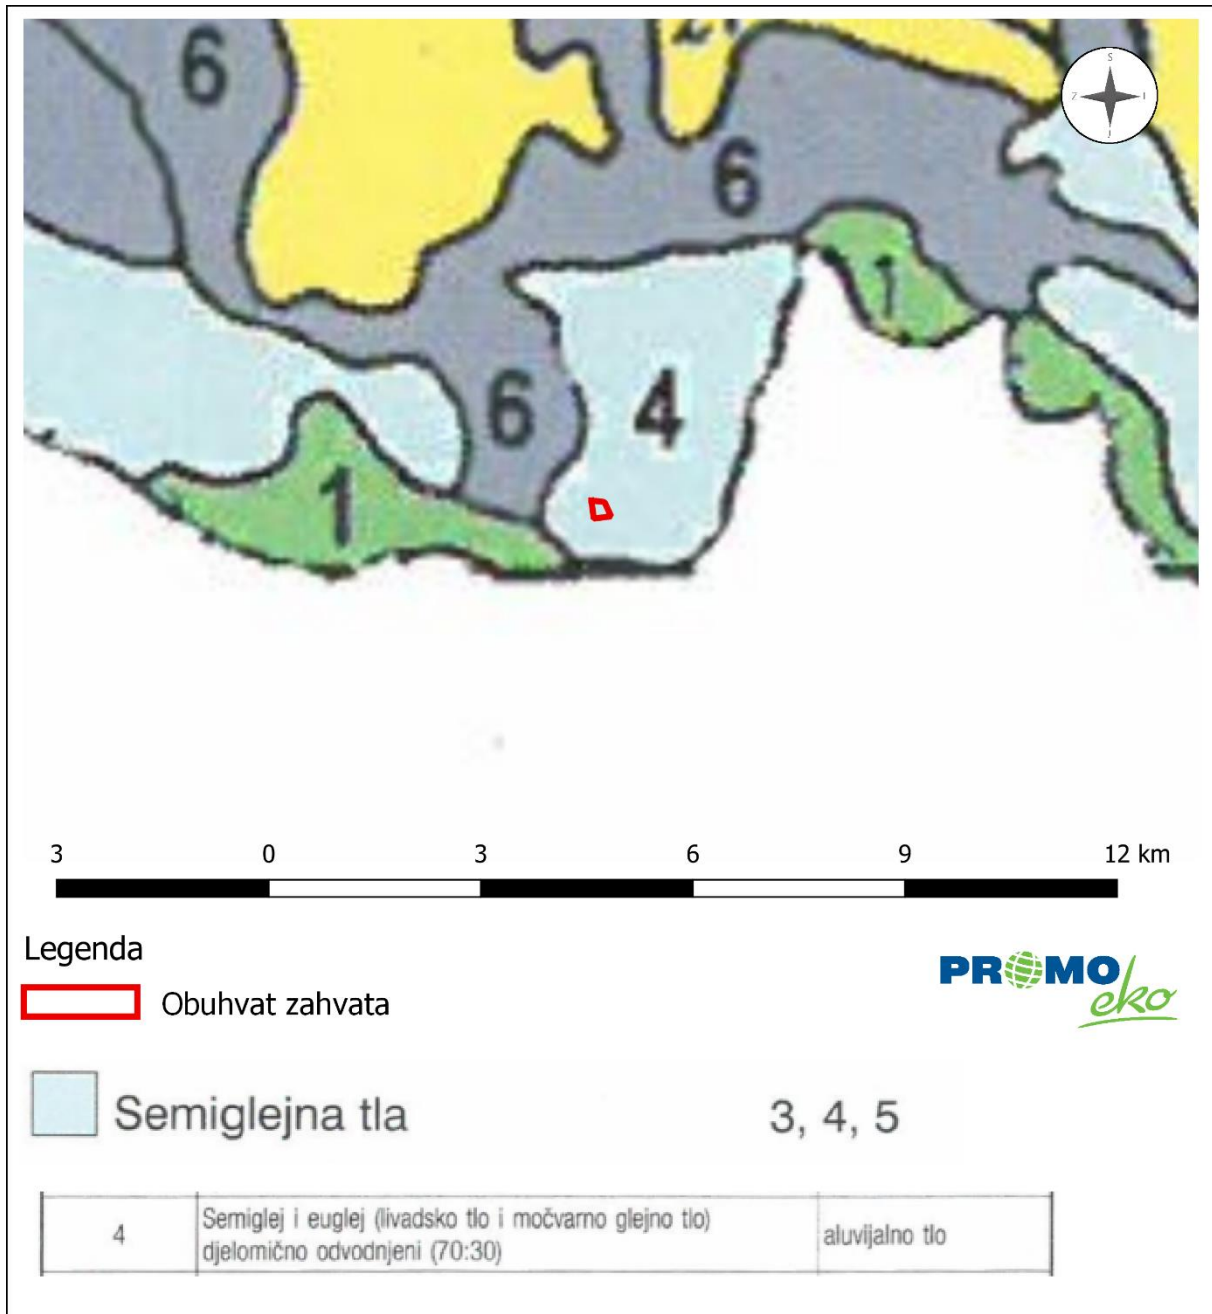 6
S
Z
I
J
6
1
6
4
1
3 0 3 6 9 12 km
Legenda
Obuhvat zahvata
PROMO
eko
Semiglejna tla 3, 4, 5
4 Semiglej i euglej (livadsko tlo i močvarno glejno tlo) aluvijalno tlo
djelomično odvodnjeni (70:30)